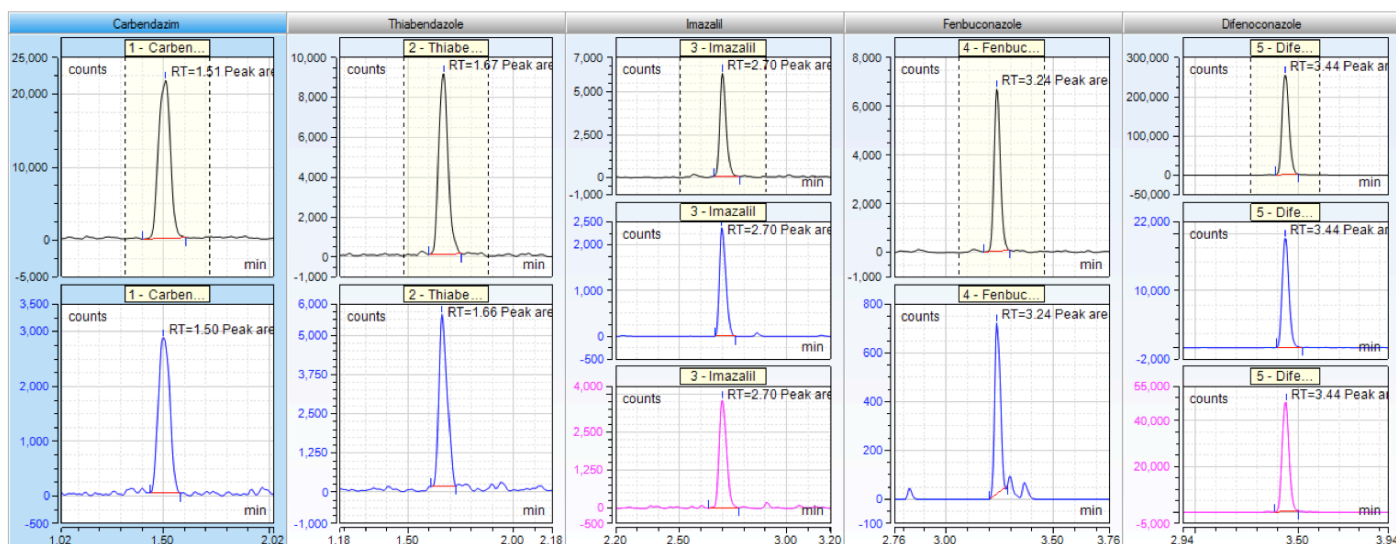 Carbendazim
1 - Carben...
25,000
20,000
15,000
10,000
5,000
0
-5,000
counts
RT=1.51 Peak are
min
1 - Carben...
3,500
3,000
2,000
1,000
0
-500
counts
RT=1.50 Peak are
min
1.02
1.50
2.02
Thiabendazole
2 - Thiabe...
10,000
8,000
6,000
4,000
2,000
0
-1,000
counts
RT=1.67 Peak are
min
2 - Thiabe...
6,000
5,000
3,750
2,500
1,250
0
-1,000
counts
RT=1.66 Peak are
min
1.18
1.50
2.00
2.18
Imazalil
3 - Imazalil
7,000
5,000
2,500
0
-1,000
counts
RT=2.70 Peak are
min
3 - Imazalil
2,500
2,000
1,000
0
-500
counts
RT=2.70 Peak are
min
3 - Imazalil
4,000
2,500
1,250
0
-500
counts
RT=2.70 Peak are
min
2.20
2.50
3.00
3.20
Fenbuconazole
4 - Fenbuc...
8,000
6,000
4,000
2,000
0
-1,000
counts
RT=3.24 Peak are
min
4 - Fenbuc...
800
600
400
200
0
-100
counts
RT=3.24 Peak are
min
2.76
3.00
3.50
3.76
Difenoconazole
5 - Dife...
300,000
200,000
100,000
0
-50,000
counts
RT=3.44 Peak are
min
5 - Dife...
22,000
10,000
-2,000
counts
RT=3.44 Peak are
min
5 - Dife...
55,000
40,000
20,000
-5,000
counts
RT=3.44 Peak are
min
2.94
3.50
3.94